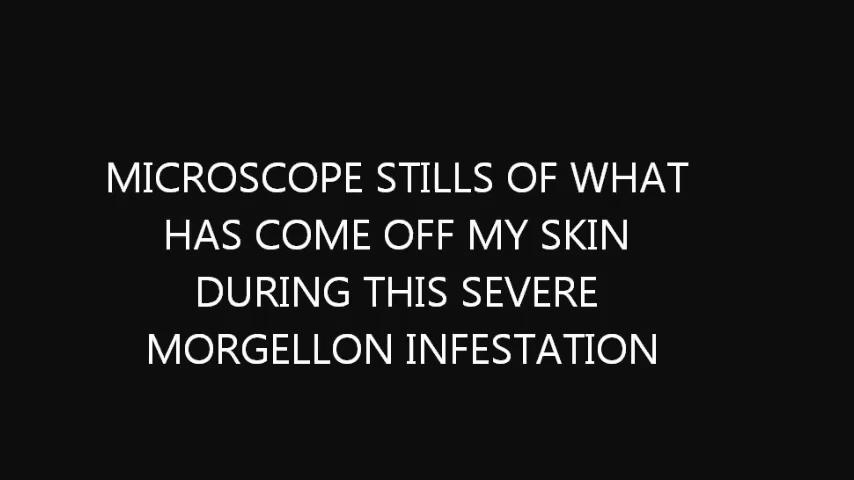 MICROSCOPE STILLS OF WHAT
HAS COME OFF MY SKIN
DURING THIS SEVERE
MORGELLON INFESTATION